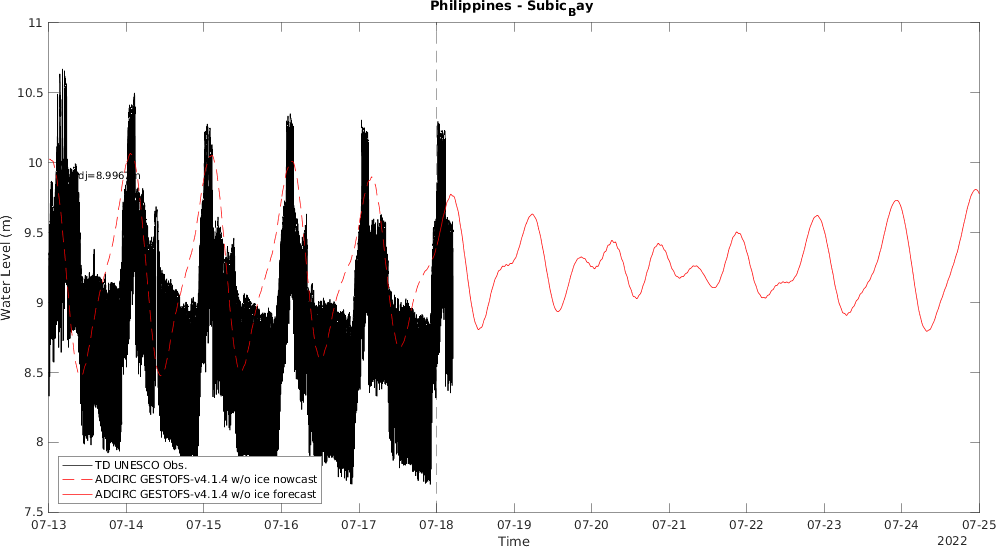 Philippines - Subic_Bay
11
10.5
10
9.5
9
8.5
8
7.5
Water Level (m)
dj=8.996
TD UNESCO Obs.
ADCIRC GESTOFS-v4.1.4 w/o ice nowcast
ADCIRC GESTOFS-v4.1.4 w/o ice forecast
07-13 07-14 07-15 07-16 07-17 07-18 07-19 07-20 07-21 07-22 07-23 07-24 07-25
Time
2022